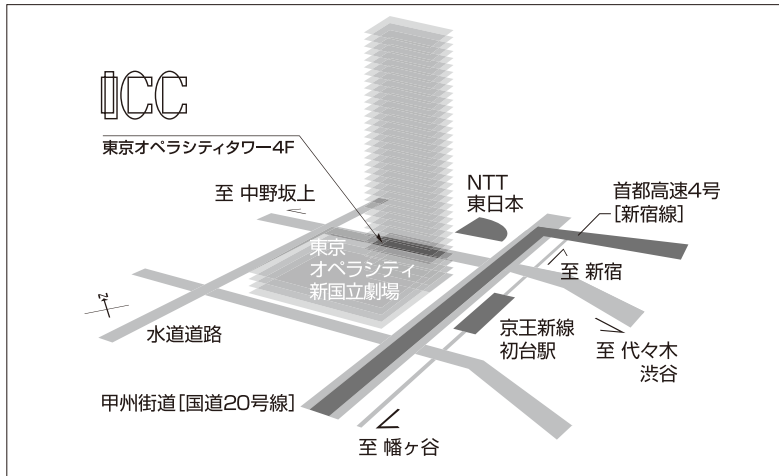 ICC
東京オペラシティタワー4F
至 中野坂上
NTT
東日本
首都高速4号
[新宿線]
東京
オペラシティ
新国立劇場
至 新宿
N
水道道路
京王新線
初台駅
至 代々木
渋谷
甲州街道[国道20号線]
至 幡ヶ谷